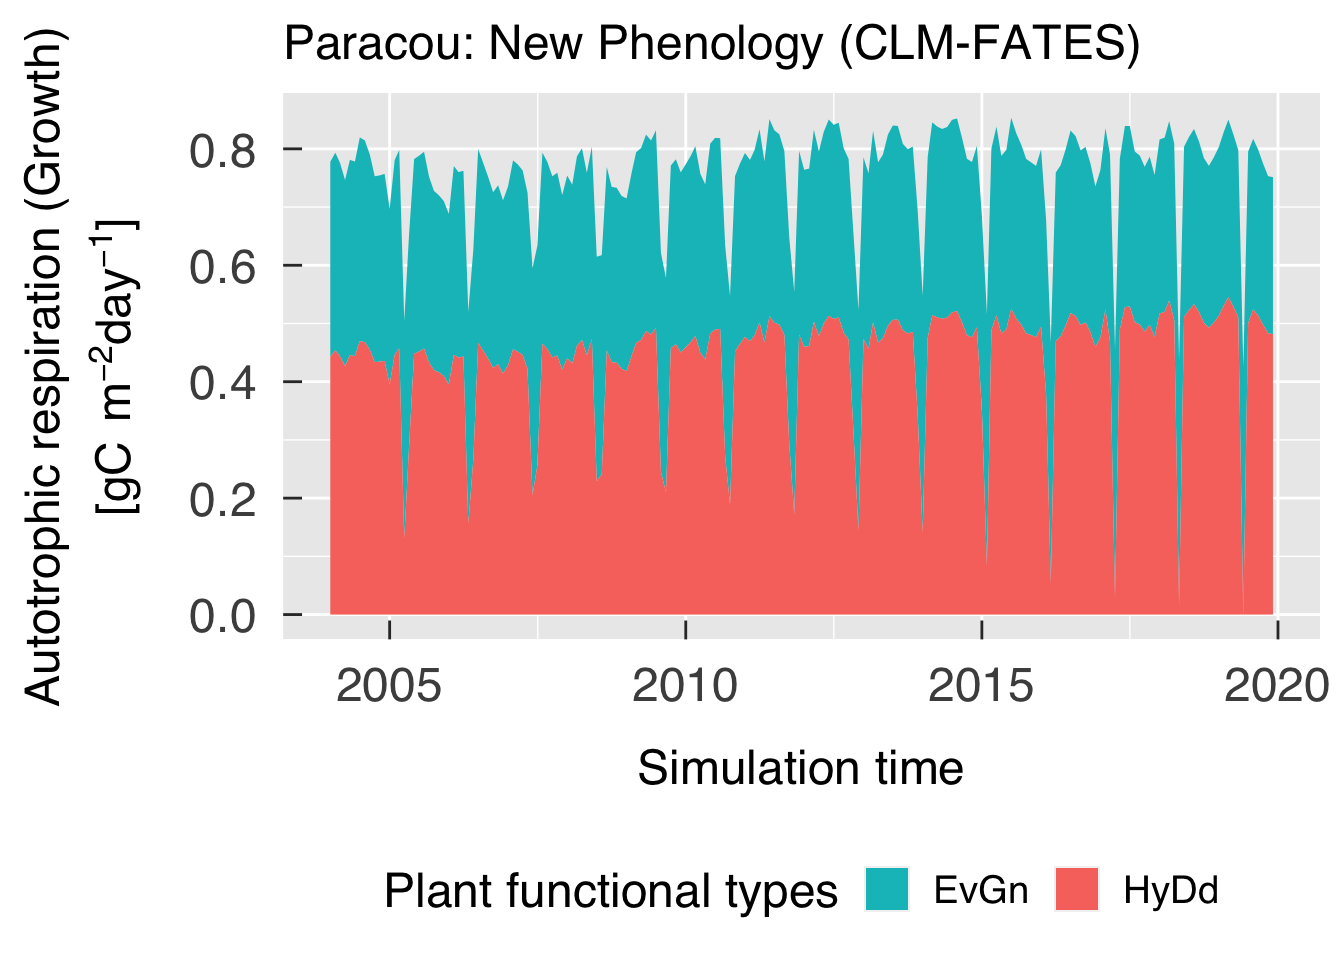 Paracou: New Phenology (CLM-FATES)
Autotrophic respiration (Growth)
[gC m⁻²day⁻¹]
0.8
0.6
0.4
0.2
0.0
2005 2010 2015 2020
Simulation time
Plant functional types EvGn HyDd